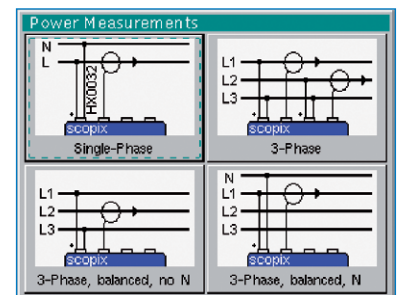 Power Measurements
N
L
HX0032
scopix
Single-Phase
L1
L2
L3
scopix
3-Phase
L1
L2
L3
scopix
3-Phase, balanced, no N
N
L1
L2
L3
scopix
3-Phase, balanced, N